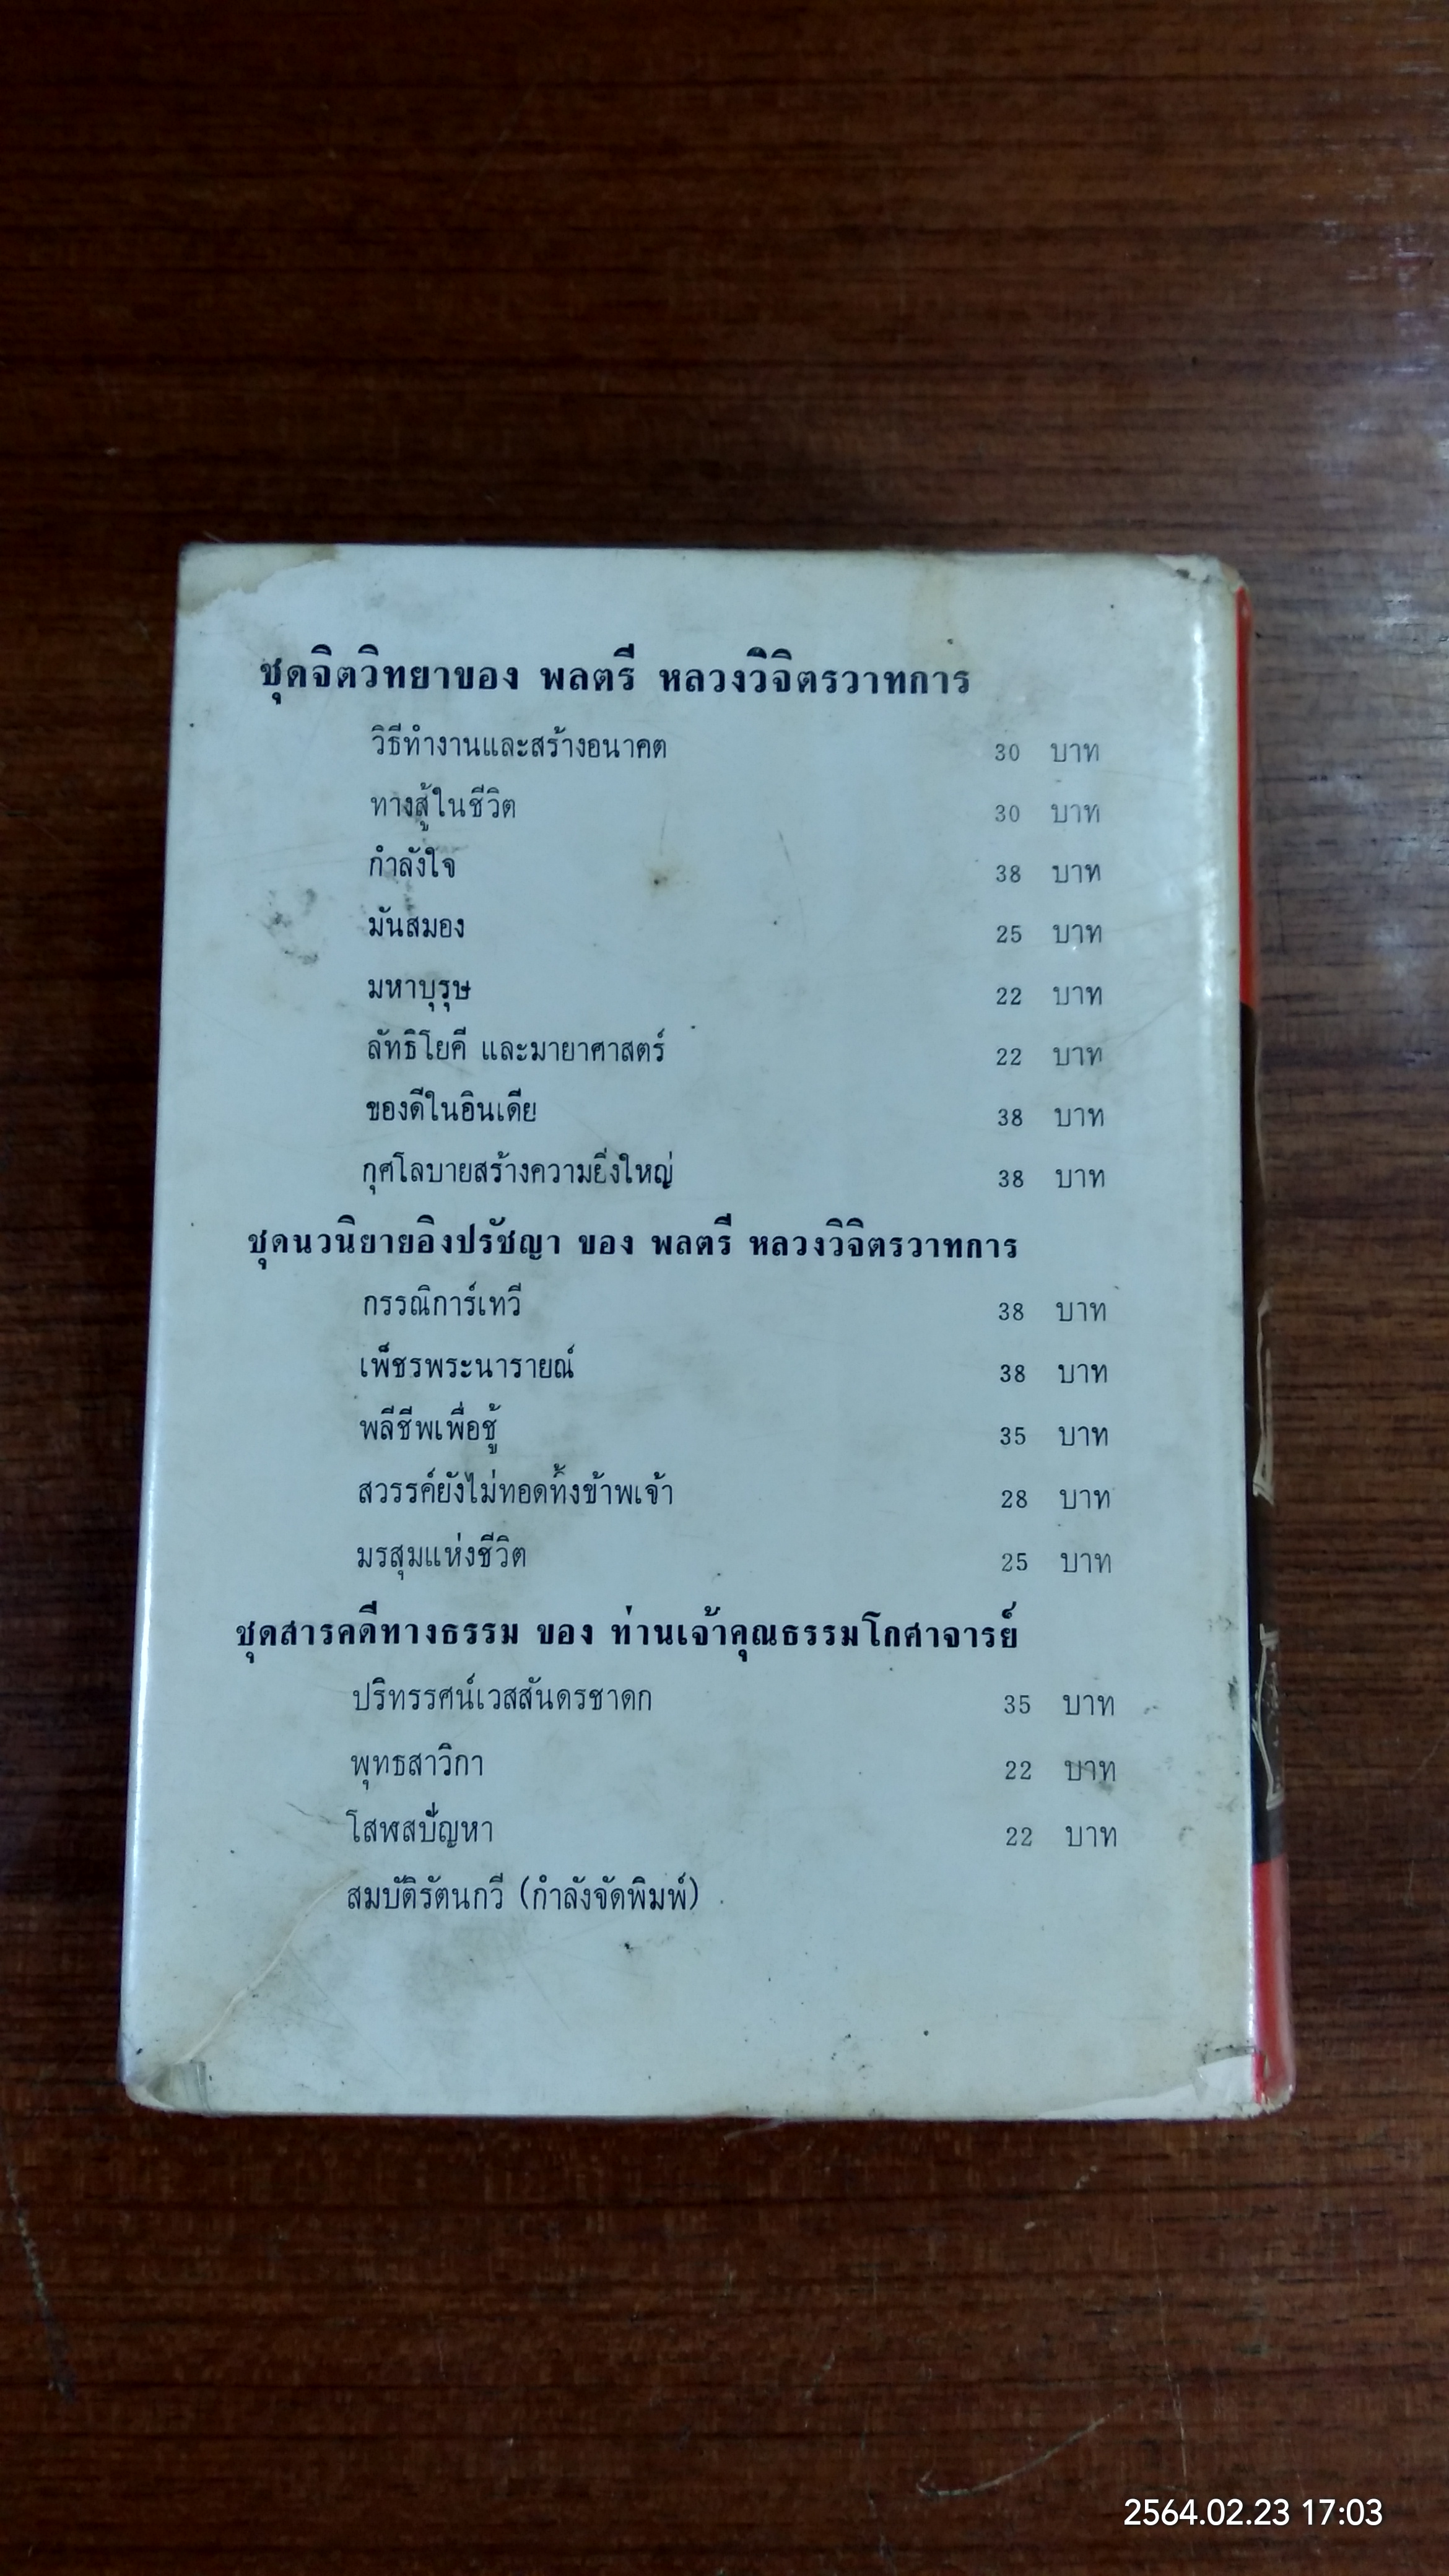 ชุดจิตวิทยาของ พลตรี หลวงวิจิตรวาทการ
วิธีทำงานและสร้างอนาคต 30 บาท
ทางสู้ในชีวิต 30 บาท
กำลังใจ 38 บาท
มันสมอง 25 บาท
มหาบุรุษ 22 บาท
ลัทธิโยคี และมายาศาสตร์ 22 บาท
ของดีในอินเดีย 38 บาท
กุศโลบายสร้างความยิ่งใหญ่ 38 บาท
ชุดนวนิยายอิงปรัชญา ของ พลตรี หลวงวิจิตรวาทการ
กรรณิการ์เทวี 38 บาท
เพ็ชรพระนารายณ์ 38 บาท
พลีชีพเพื่อชู้ 35 บาท
สวรรค์ยังไม่ทอดทิ้งข้าพเจ้า 28 บาท
มรสุมแห่งชีวิต 25 บาท
ชุดสารคดีทางธรรม ของ ท่านเจ้าคุณธรรมโกศาจารย์
ปริทรรศน์เวสสันดรชาดก 35 บาท
พุทธสาวิกา 22 บาท
โสฬสปัญหา 22 บาท
สมบัติรัตนกวี (กำลังจัดพิมพ์)
2564.02.23 17:03